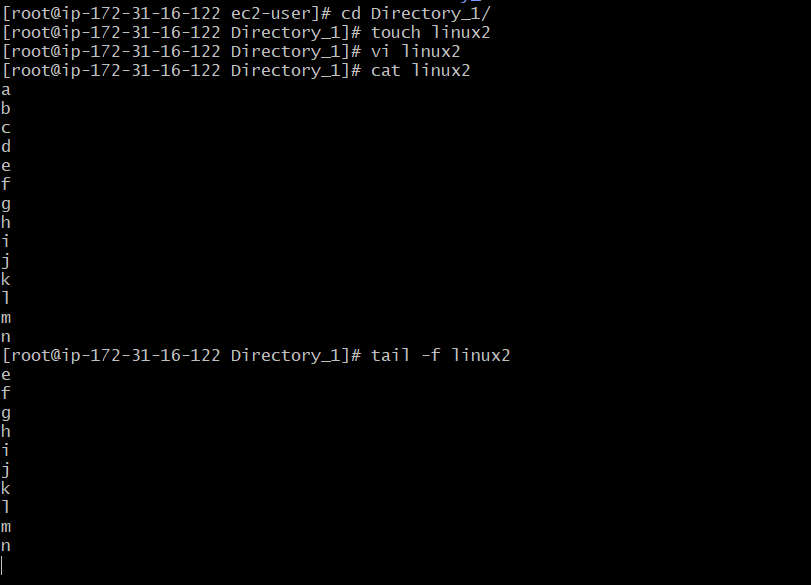 [root@ip-172-31-16-122 ec2-user]# cd Directory_1/
[root@ip-172-31-16-122 Directory_1]# touch linux2
[root@ip-172-31-16-122 Directory_1]# vi linux2
[root@ip-172-31-16-122 Directory_1]# cat linux2
a
b
c
d
e
f
g
h
i
j
k
l
m
n
[root@ip-172-31-16-122 Directory_1]# tail -f linux2
e
f
g
h
i
j
k
l
m
n